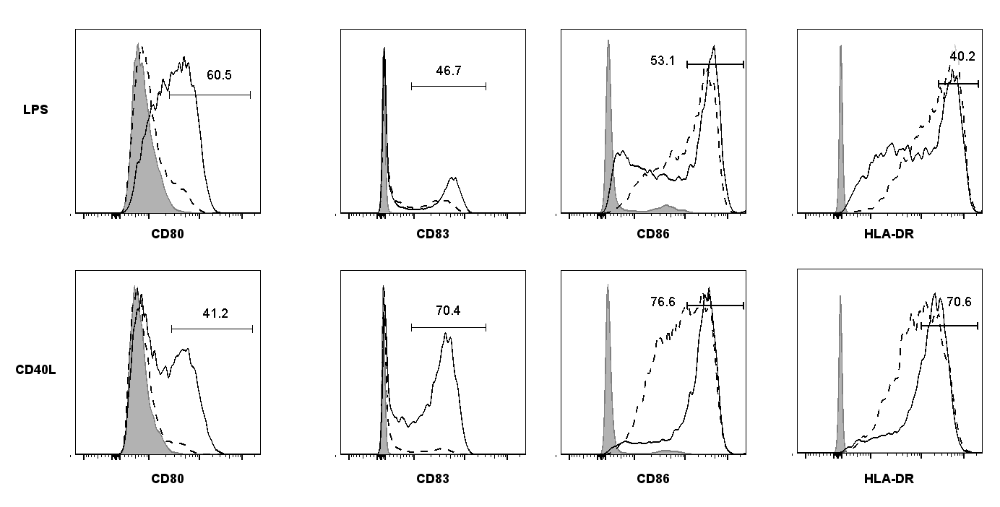 60.5
46.7
53.1
40.2
LPS
CD80
CD83
CD86
HLA-DR
41.2
70.4
76.6
70.6
CD40L
CD80
CD83
CD86
HLA-DR